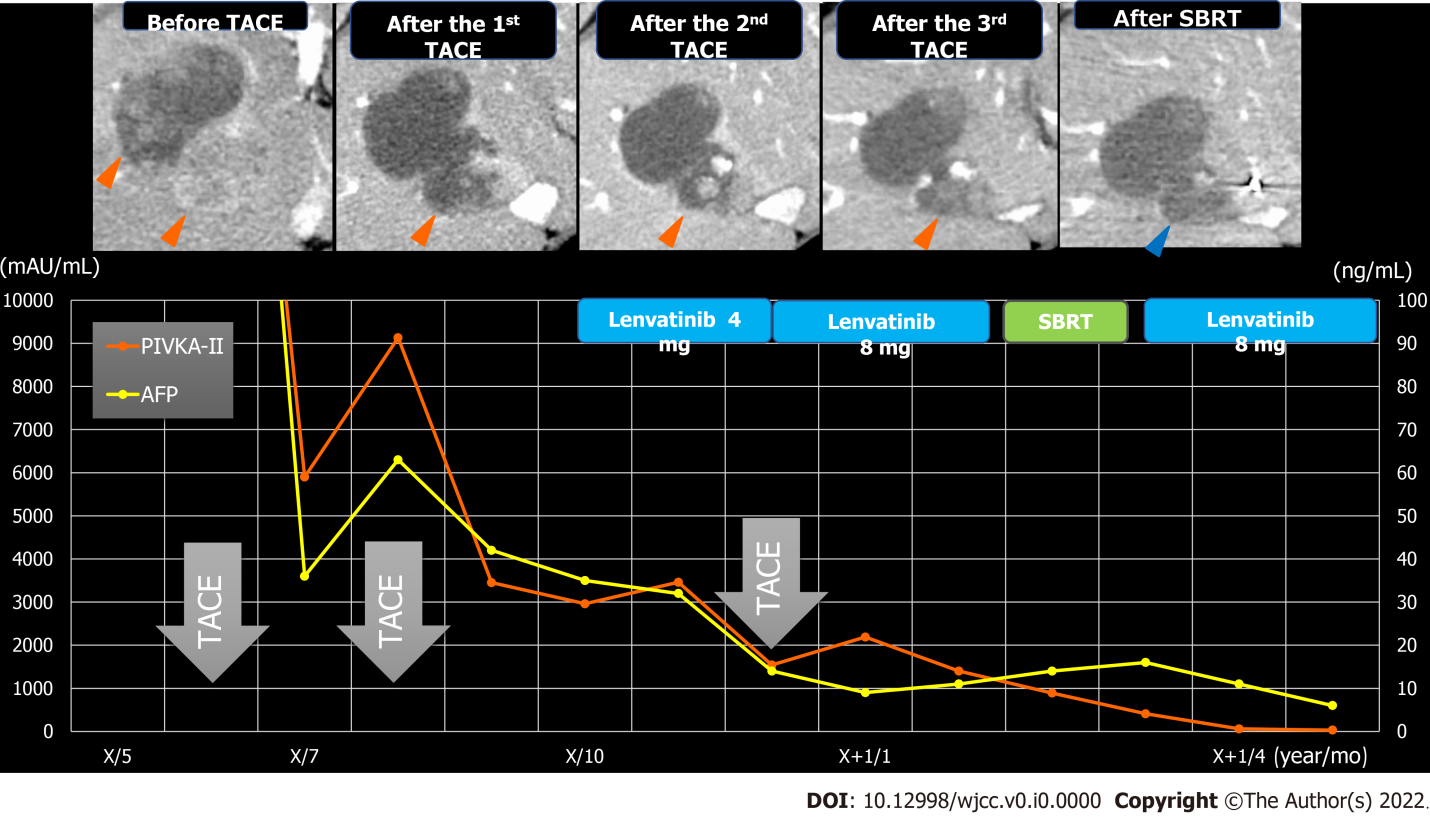 Before TACE
After the 1st
TACE
After the 2nd
TACE
After the 3rd
TACE
After SBRT
(mAU/mL)
(ng/mL)
10000
9000
8000
7000
6000
5000
4000
3000
2000
1000
0
PIVKA-II
AFP
Lenvatinib 4
mg
Lenvatinib
8 mg
SBRT
Lenvatinib
8 mg
TACE
TACE
TACE
100
90
80
70
60
50
40
30
20
10
0
X/5
X/7
X/10
X+1/1
X+1/4 (year/mo)
DOI: 10.12998/wjcc.v0.i0.0000 Copyright ©The Author(s) 2022.